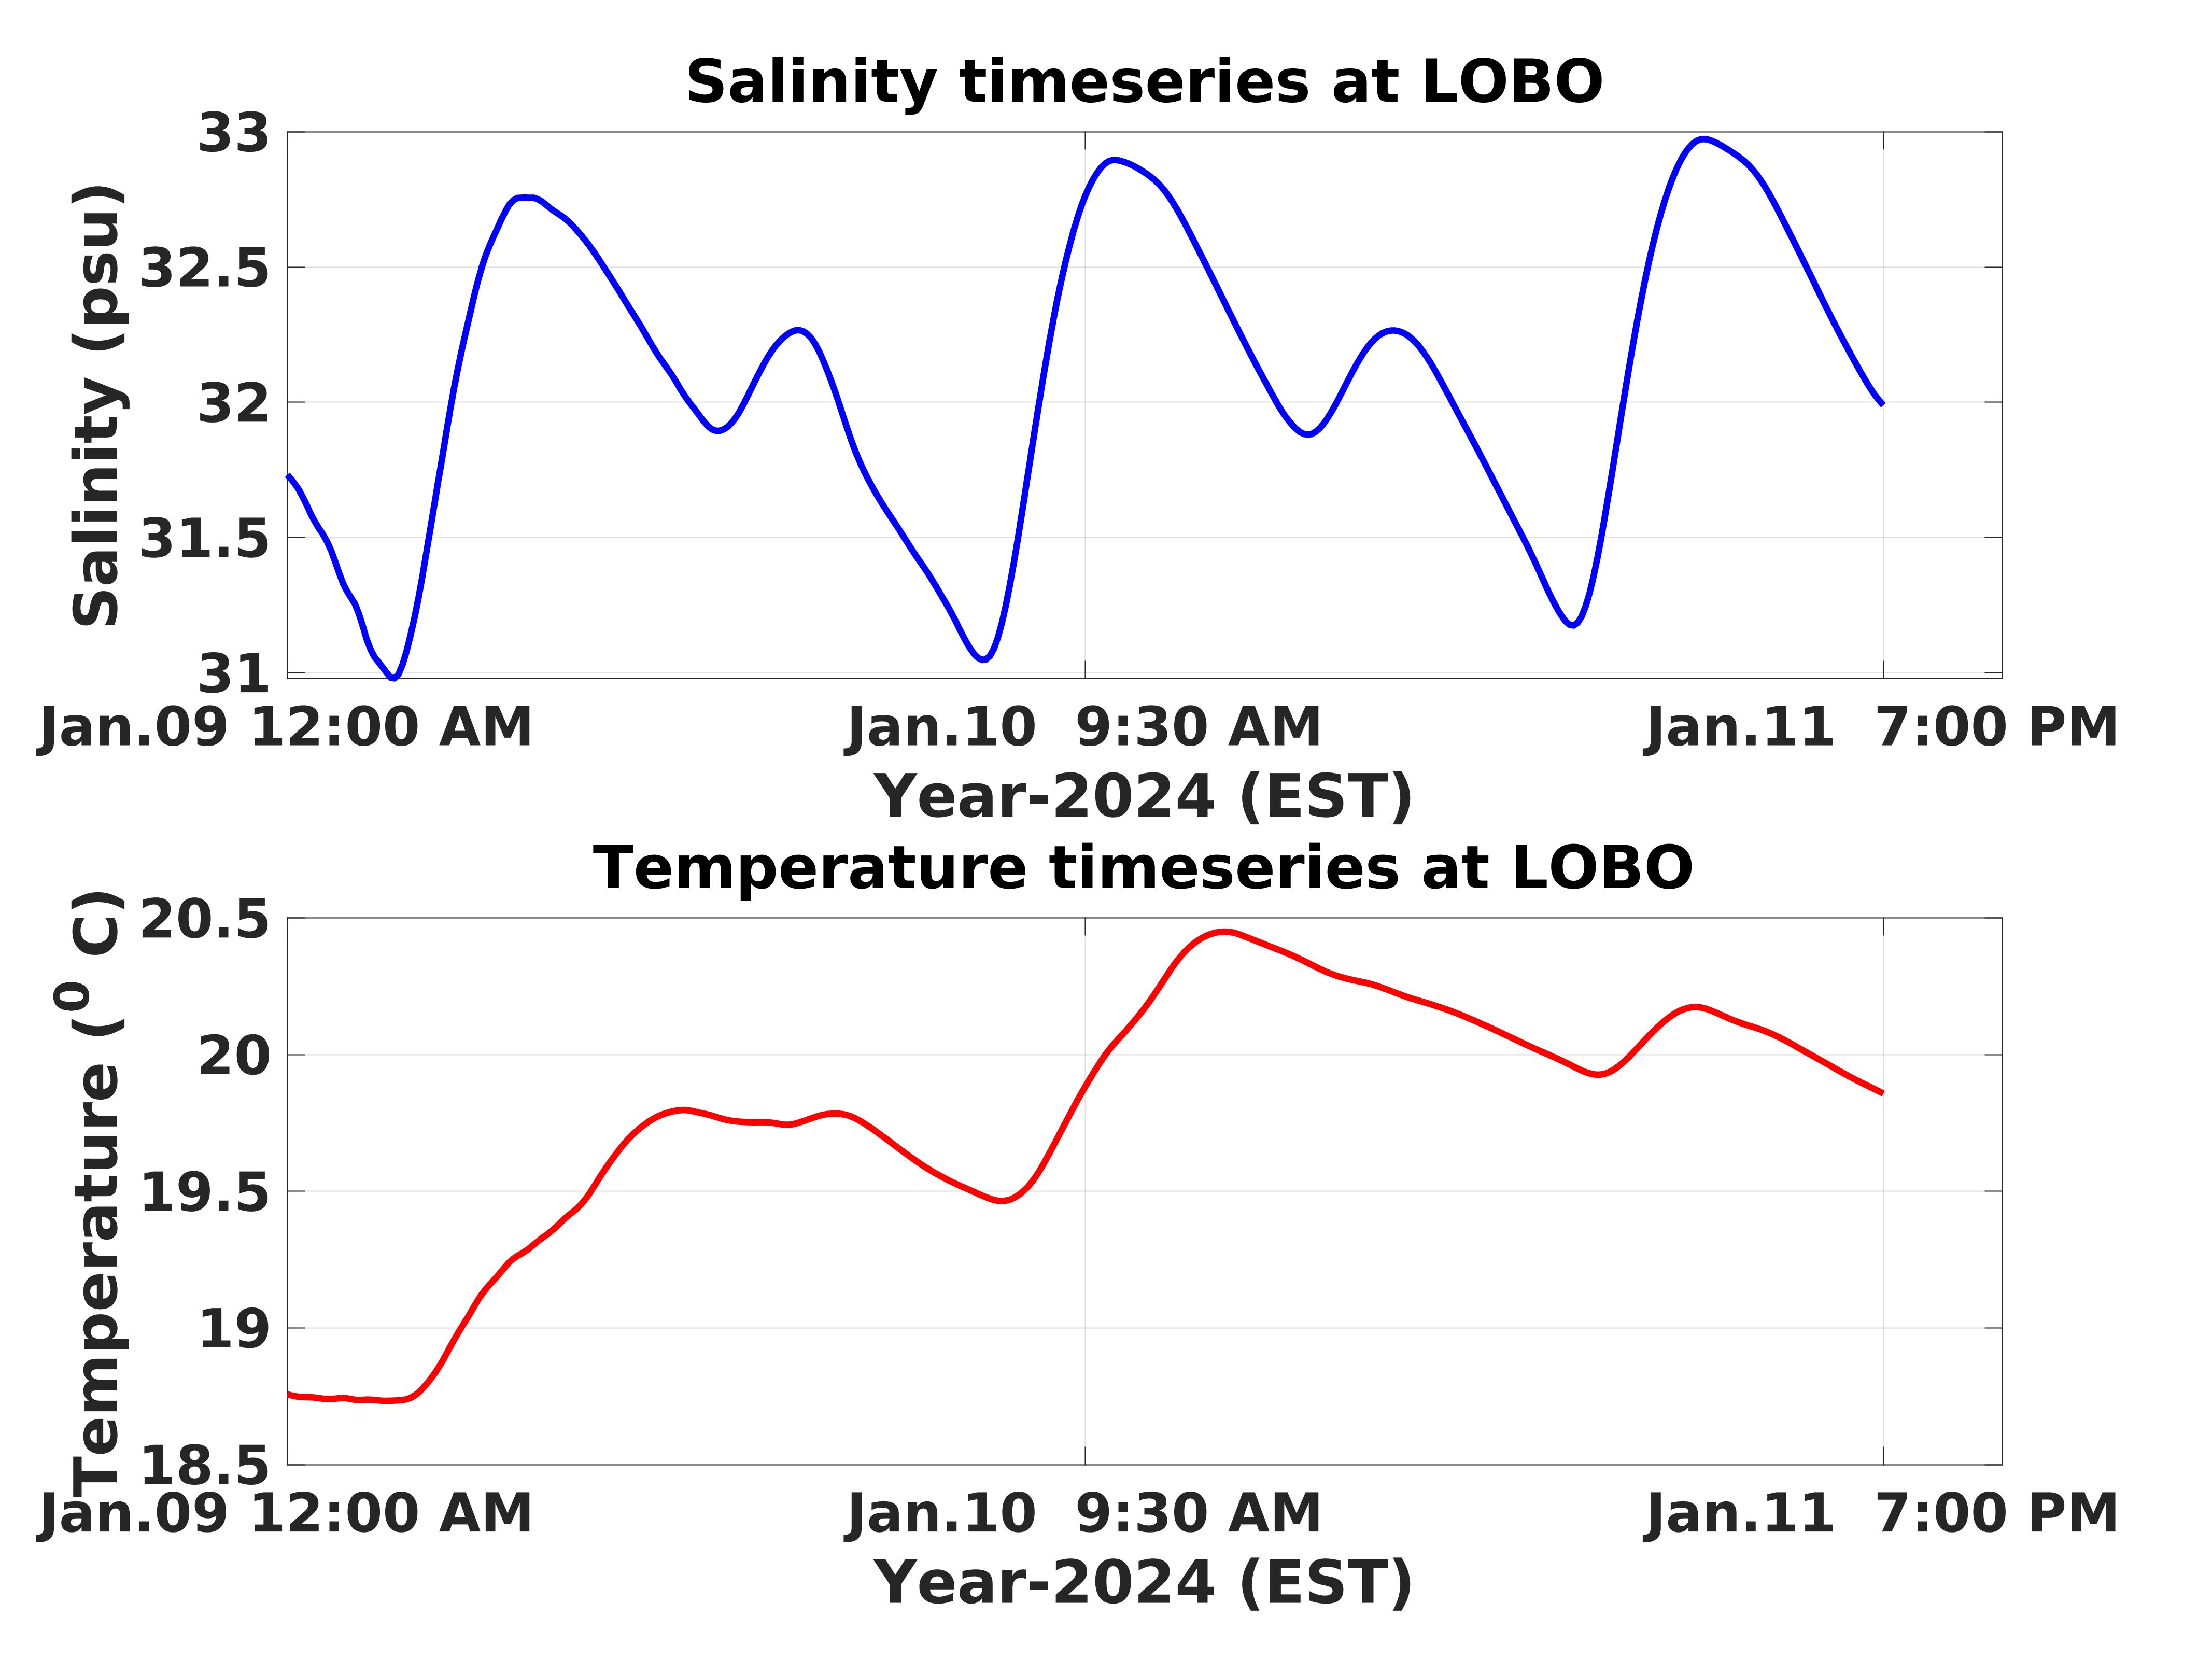 Salinity timeseries at LOBO
Salinity (psu)
33
32.5
32
31.5
31
Jan.09 12:00 AM
Jan.10  9:30 AM
Jan.11  7:00 PM
Year-2024 (EST)
Temperature timeseries at LOBO
Temperature (⁰ C)
20.5
20
19.5
19
18.5
Jan.09 12:00 AM
Jan.10  9:30 AM
Jan.11  7:00 PM
Year-2024 (EST)